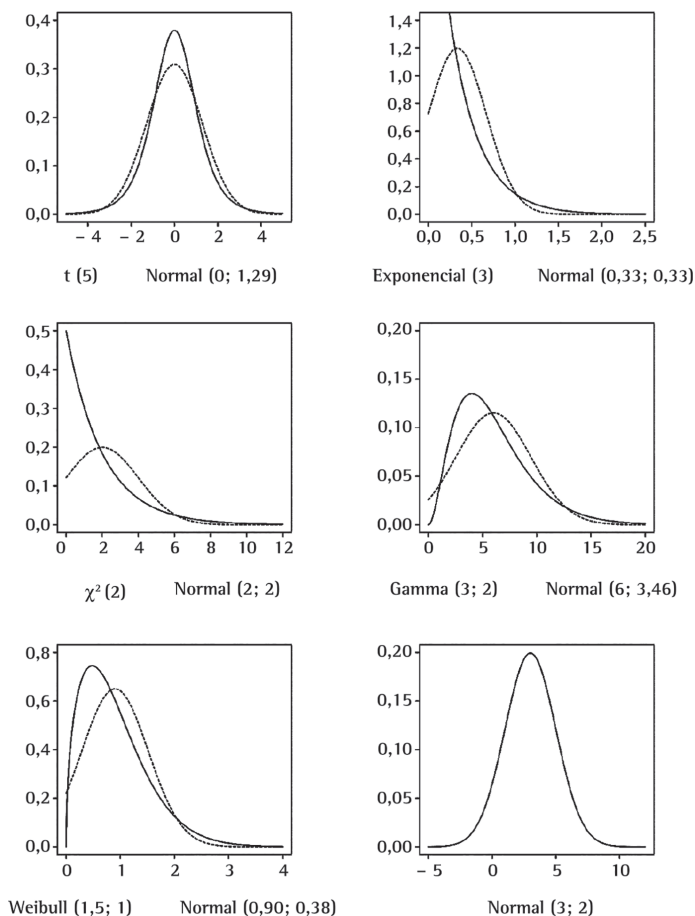 0,4
0,3
0,2
0,1
0,0
– 4 – 2 0 2 4
t (5) Normal (0; 1,29)
1,4
1,2
1,0
0,8
0,6
0,4
0,2
0,0
0,0 0,5 1,0 1,5 2,0 2,5
Exponencial (3) Normal (0,33; 0,33)
0,5
0,4
0,3
0,2
0,1
0,0
0 2 4 6 8 10 12
χ² (2) Normal (2; 2)
0,20
0,15
0,10
0,05
0,00
0 5 10 15 20
Gamma (3; 2) Normal (6; 3,46)
0,8
0,6
0,4
0,2
0,0
0 1 2 3 4
Weibull (1,5; 1) Normal (0,90; 0,38)
0,20
0,15
0,10
0,05
0,00
– 5 0 5 10
Normal (3; 2)